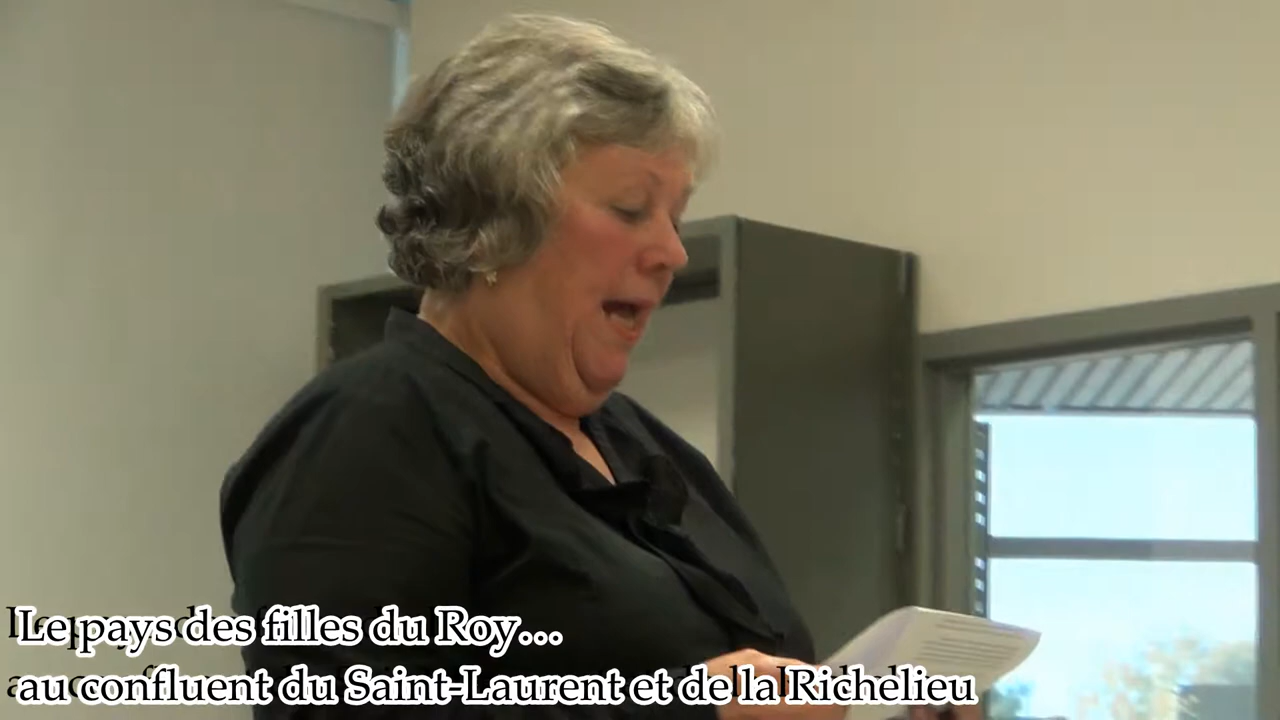 Le pays des filles du Roy…
au confluent du Saint-Laurent et de la Richelieu